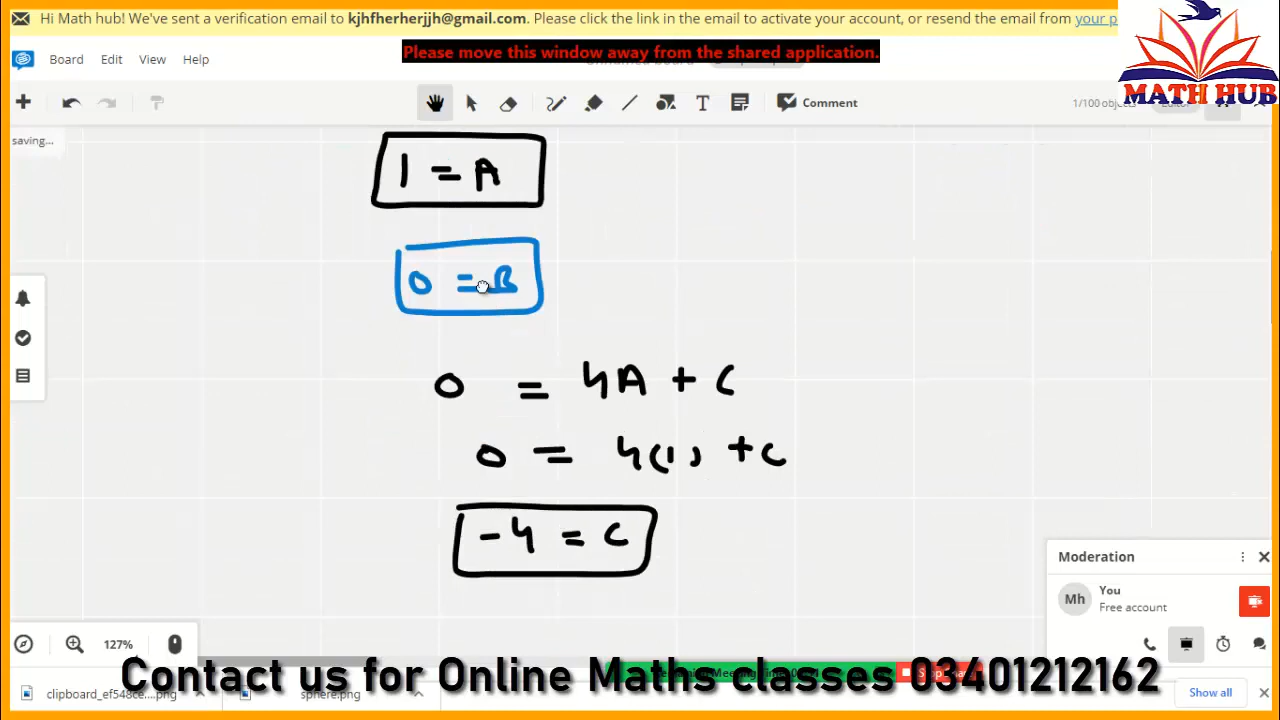 Hi Math hub! We've sent a verification email to kjhfherherjjh@gmail.com. Please click the link in the email to activate your account, or resend the email from your p
Please move this window away from the shared application.
Board Edit View Help
MATH HUB
Comment
1/100 objects
saving...
1 = A
0 = B
0 = 4A + C
0 = 4(1) + C
-4 = C
Moderation
Mh You
Free account
127%
Contact us for Online Maths classes 03401212162
clipboard_ef548ce....png
sphere.png
Show all